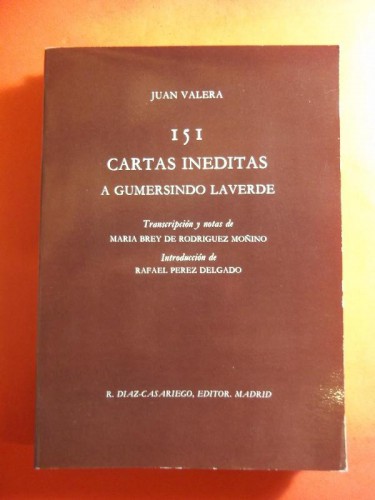 JUAN VALERA
151
CARTAS INEDITAS
A GUMERSINDO LAVERDE
Transcripción y notas de
MARIA BREY DE RODRIGUEZ MOÑINO
Introducción de
RAFAEL PEREZ DELGADO
R. DIAZ-CASARIEGO, EDITOR. MADRID